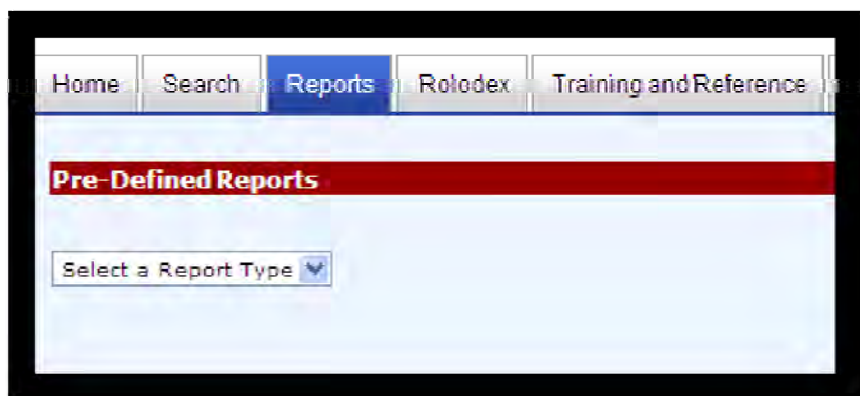 Home Search Reports Rolodex Training and Reference
Pre-Defined Reports
Select a Report Type